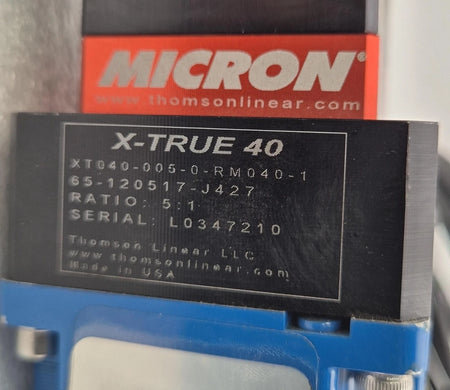 MICRON®
www.thomsonlinear.com
X-TRUE 40
XT040-005-0-RM040-1
65-120517-J427
RATIO: 5:1
SERIAL: L0347210
Thomson Linear LLC
www.thomsonlinear.com
Made in USA